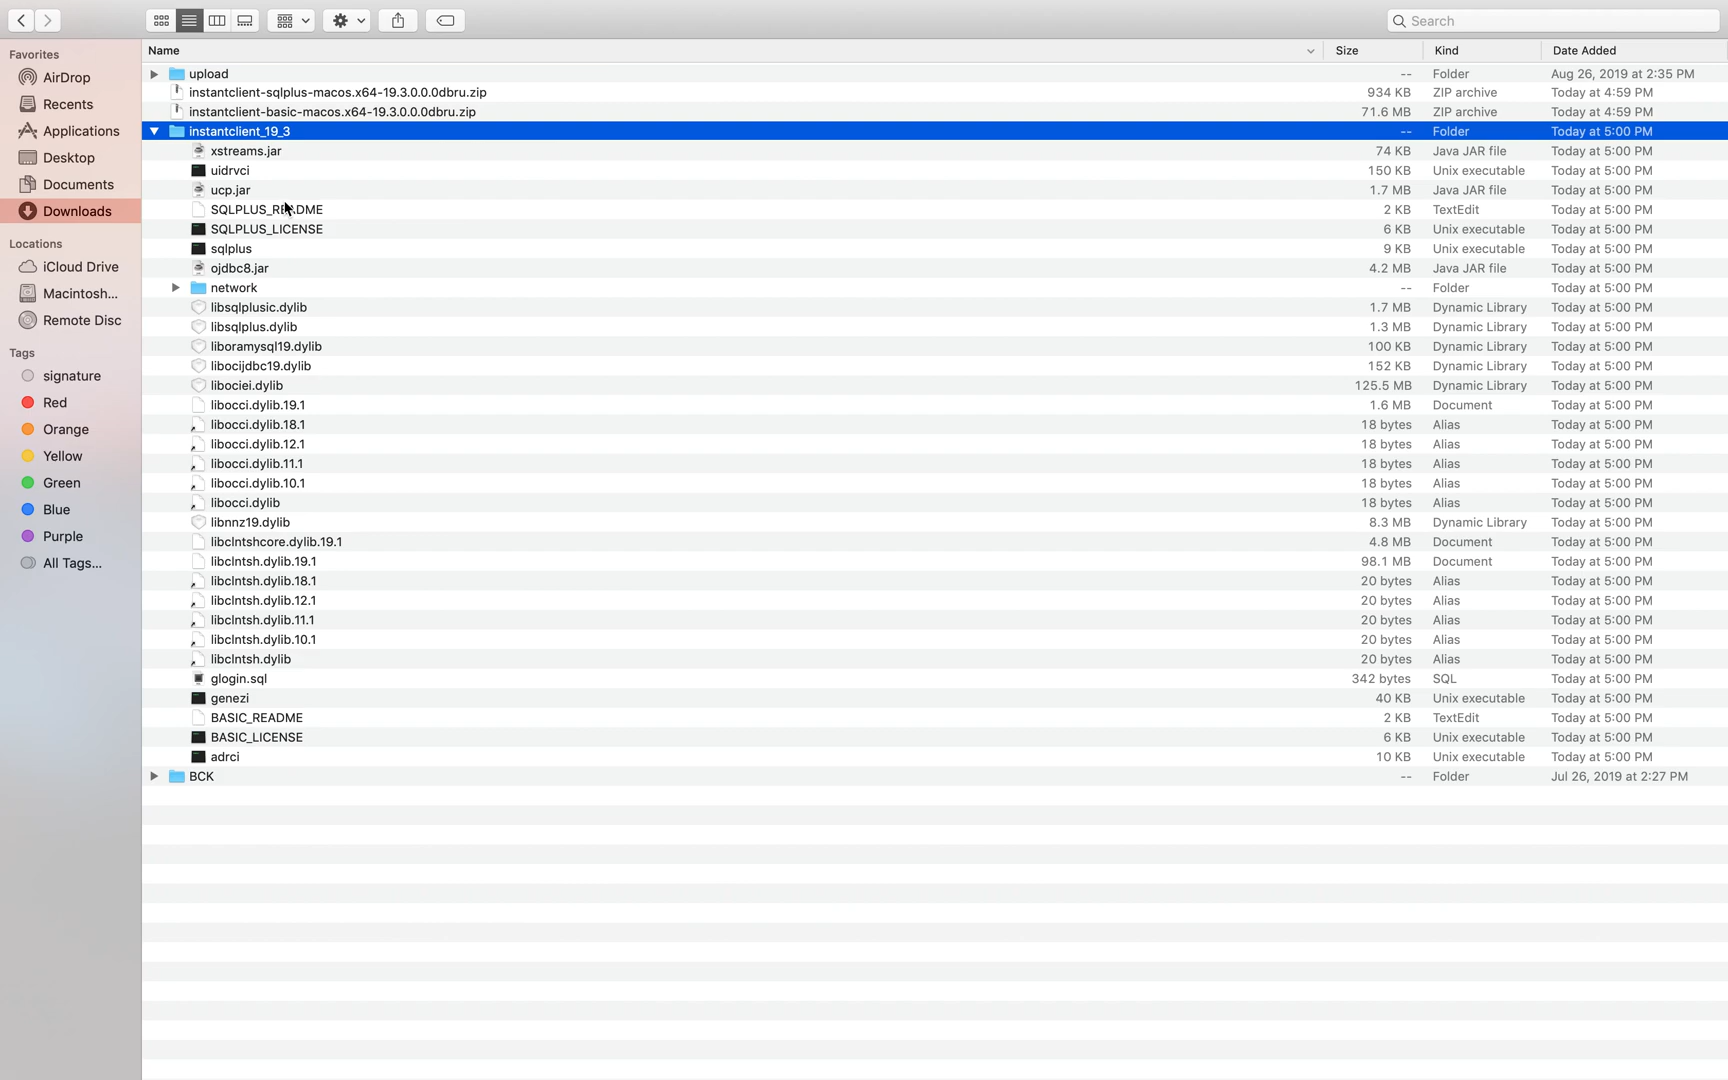 Search
Favorites
AirDrop
Recents
Applications
Desktop
Documents
Downloads
Locations
iCloud Drive
Macintosh...
Remote Disc
Tags
signature
Red
Orange
Yellow
Green
Blue
Purple
All Tags...
Name Size Kind Date Added
upload -- Folder Aug 26, 2019 at 2:35 PM
instantclient-sqlplus-macos.x64-19.3.0.0.0dbru.zip 934 KB ZIP archive Today at 4:59 PM
instantclient-basic-macos.x64-19.3.0.0.0dbru.zip 71.6 MB ZIP archive Today at 4:59 PM
instantclient_19_3 -- Folder Today at 5:00 PM
xstreams.jar 74 KB Java JAR file Today at 5:00 PM
uidrvci 150 KB Unix executable Today at 5:00 PM
ucp.jar 1.7 MB Java JAR file Today at 5:00 PM
SQLPLUS_README 2 KB TextEdit Today at 5:00 PM
SQLPLUS_LICENSE 6 KB Unix executable Today at 5:00 PM
sqlplus 9 KB Unix executable Today at 5:00 PM
ojdbc8.jar 4.2 MB Java JAR file Today at 5:00 PM
network -- Folder Today at 5:00 PM
libsqlplusic.dylib 1.7 MB Dynamic Library Today at 5:00 PM
libsqlplus.dylib 1.3 MB Dynamic Library Today at 5:00 PM
liboramysql19.dylib 100 KB Dynamic Library Today at 5:00 PM
libocijdbc19.dylib 152 KB Dynamic Library Today at 5:00 PM
libociei.dylib 125.5 MB Dynamic Library Today at 5:00 PM
libocci.dylib.19.1 1.6 MB Document Today at 5:00 PM
libocci.dylib.18.1 18 bytes Alias Today at 5:00 PM
libocci.dylib.12.1 18 bytes Alias Today at 5:00 PM
libocci.dylib.11.1 18 bytes Alias Today at 5:00 PM
libocci.dylib.10.1 18 bytes Alias Today at 5:00 PM
libocci.dylib 18 bytes Alias Today at 5:00 PM
libnnz19.dylib 8.3 MB Dynamic Library Today at 5:00 PM
libclntshcore.dylib.19.1 4.8 MB Document Today at 5:00 PM
libclntsh.dylib.19.1 98.1 MB Document Today at 5:00 PM
libclntsh.dylib.18.1 20 bytes Alias Today at 5:00 PM
libclntsh.dylib.12.1 20 bytes Alias Today at 5:00 PM
libclntsh.dylib.11.1 20 bytes Alias Today at 5:00 PM
libclntsh.dylib.10.1 20 bytes Alias Today at 5:00 PM
libclntsh.dylib 20 bytes Alias Today at 5:00 PM
glogin.sql 342 bytes SQL Today at 5:00 PM
genezi 40 KB Unix executable Today at 5:00 PM
BASIC_README 2 KB TextEdit Today at 5:00 PM
BASIC_LICENSE 6 KB Unix executable Today at 5:00 PM
adrci 10 KB Unix executable Today at 5:00 PM
BCK -- Folder Jul 26, 2019 at 2:27 PM